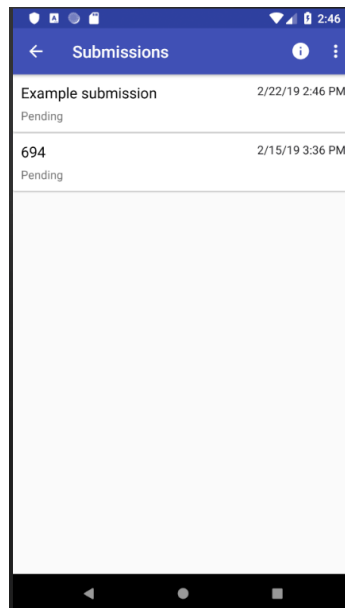 2:46
Submissions
Example submission
2/22/19 2:46 PM
Pending
694
2/15/19 3:36 PM
Pending